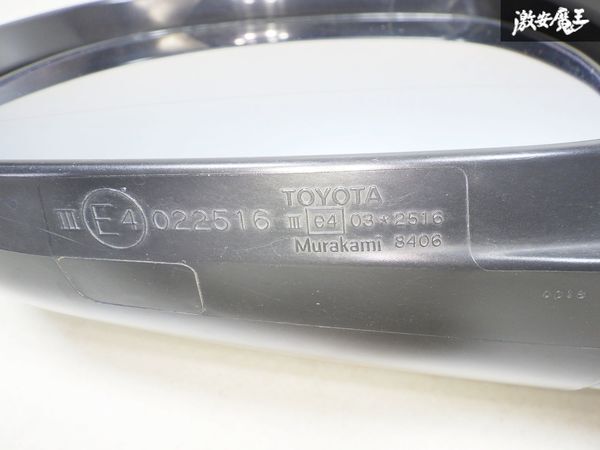 激安魔王
III E4 022516
TOYOTA
III e4 03*2516
Murakami 8406